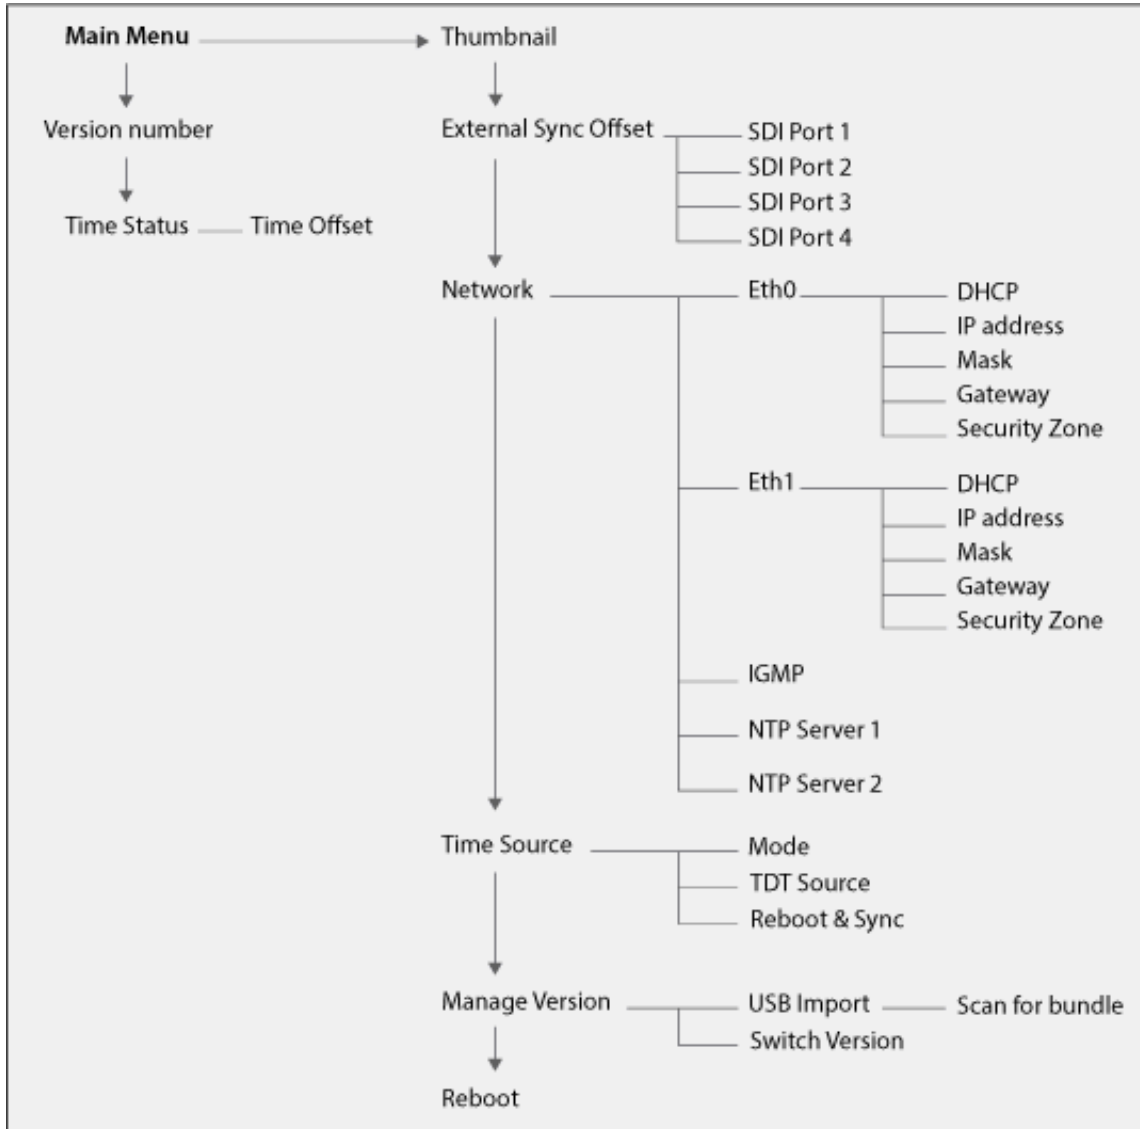 Main Menu
Thumbnail
Version number
External Sync Offset
SDI Port 1
SDI Port 2
SDI Port 3
SDI Port 4
Time Status
Time Offset
Network
Eth0
DHCP
IP address
Mask
Gateway
Security Zone
Eth1
DHCP
IP address
Mask
Gateway
Security Zone
IGMP
NTP Server 1
NTP Server 2
Time Source
Mode
TDT Source
Reboot & Sync
Manage Version
USB Import
Scan for bundle
Switch Version
Reboot